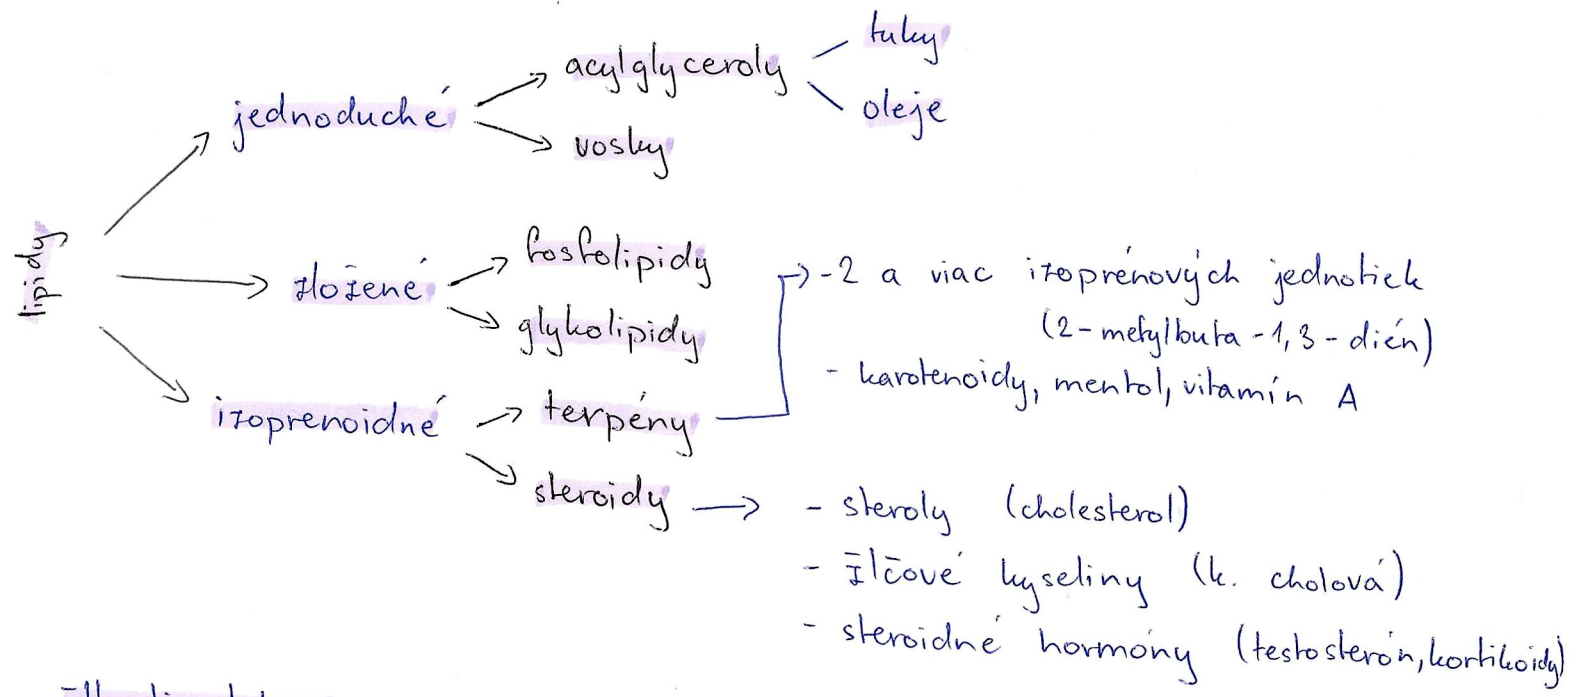 lipidy
jednoduché
acylglyceroly
tuky
oleje
vosky
zložené
fosfolipidy
glykolipidy
izoprenoidné
terpény
-2 a viac izoprénových jednotiek
(2-metylbuta-1,3-dién)
- karotenoidy, mentol, vitamín A
steroidy
- steroly (cholesterol)
- žlčové kyseliny (k. cholová)
- steroidné hormóny (testosterón, kortikoidy)